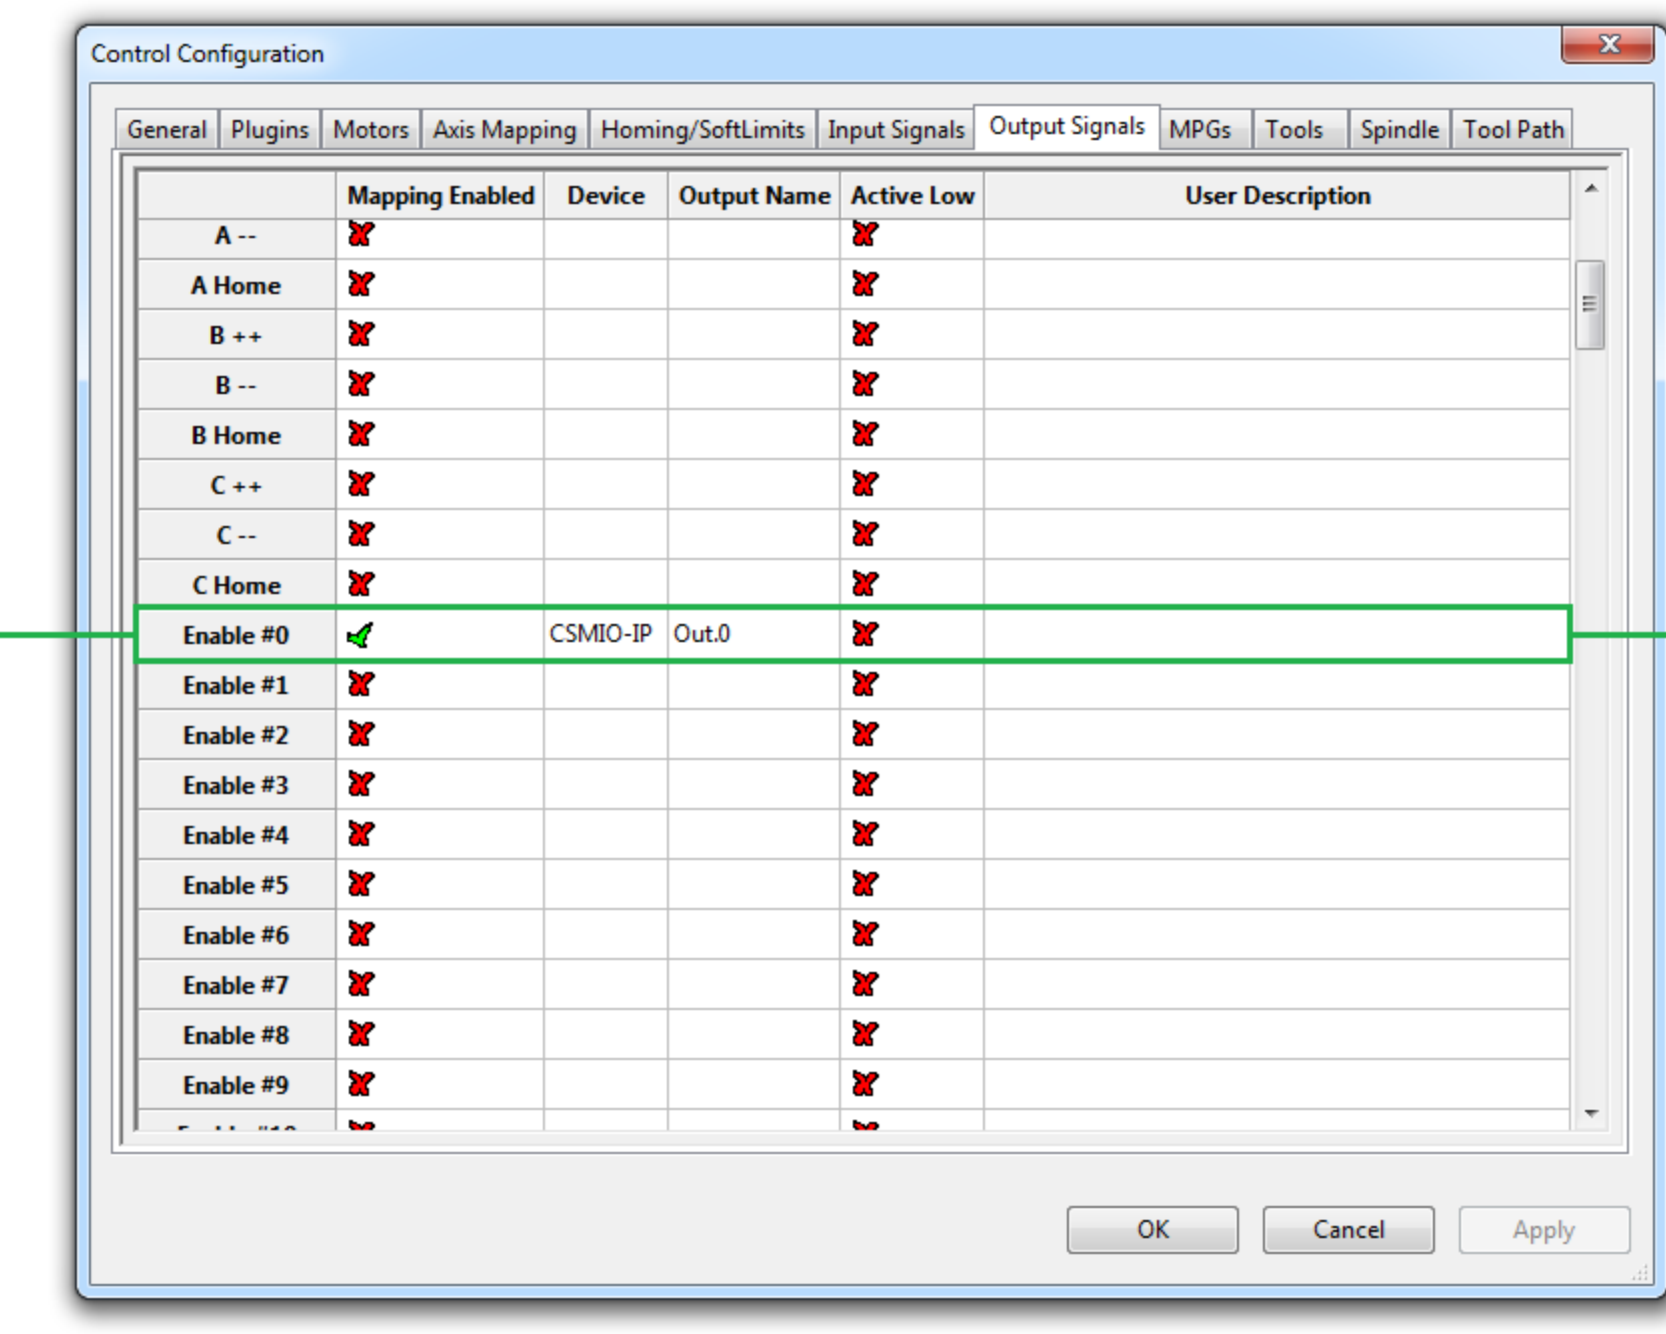 Control Configuration
General Plugins Motors Axis Mapping Homing/SoftLimits Input Signals Output Signals MPGs Tools Spindle Tool Path
Mapping Enabled Device Output Name Active Low User Description
A --
A Home
B ++
B --
B Home
C ++
C --
C Home
Enable #0 CSMIO-IP Out.0
Enable #1
Enable #2
Enable #3
Enable #4
Enable #5
Enable #6
Enable #7
Enable #8
Enable #9
OK Cancel Apply